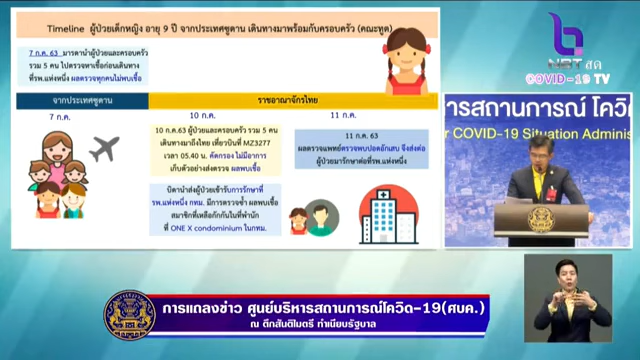 Timeline ผู้ป่วยเด็กหญิง อายุ 9 ปี จากประเทศซูดาน เดินทางมาพร้อมกับครอบครัว (คณะทูต)
7 ก.ค. 63 มารดานำผู้ป่วยและครอบครัว
รวม 5 คน ไปตรวจหาเชื้อก่อนเดินทาง
ที่รพ.แห่งหนึ่ง ผลตรวจทุกคนไม่พบเชื้อ
จากประเทศซูดาน
ราชอาณาจักรไทย
7 ก.ค.
10 ก.ค.
11 ก.ค.
10 ก.ค.63 ผู้ป่วยและครอบครัว รวม 5 คน
เดินทางมาถึงไทย เที่ยวบินที่ MZ3277
เวลา 05.40 น. คัดกรอง ไม่มีอาการ
เก็บตัวอย่างส่งตรวจ ผลพบเชื้อ
11 ก.ค. 63
ผลตรวจแพทย์ตรวจพบปอดอักเสบ จึงส่งต่อ
ผู้ป่วยมารักษาต่อที่รพ.แห่งหนึ่ง
บิดานำส่งผู้ป่วยเข้ารับการรักษาที่
รพ.แห่งหนึ่ง กทม. มีการตรวจซ้ำ ผลพบเชื้อ
สมาชิกที่เหลือกักกันในที่พำนัก
ที่ ONE X condominium ในกทม.
NBT สด
COVID-19 TV
ารสถานการณ์ โควิ
r COVID-19 Situation Adminis
การแถลงข่าว ศูนย์บริหารสถานการณ์โควิด-19(ศบค.)
ณ ตึกสันติไมตรี ทำเนียบรัฐบาล